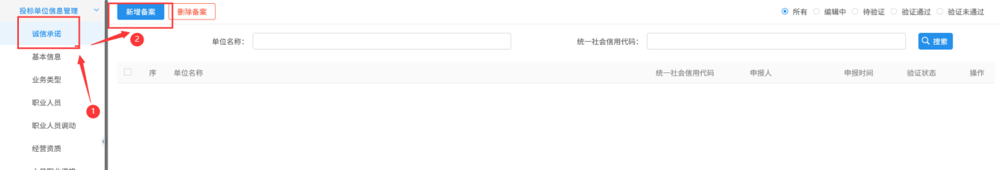 投标单位信息管理
诚信承诺
基本信息
业务类型
职业人员
职业人员调动
经营资质
新增备案 删除备案 所有 编辑中 待验证 验证通过 验证未通过
2
单位名称： 统一社会信用代码： 搜索
序 单位名称 统一社会信用代码 申报人 申报时间 验证状态 操作
1